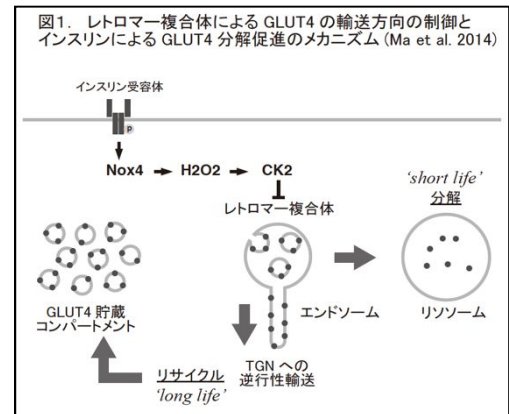 図1. レトロマー複合体による GLUT4 の輸送方向の制御と
インスリンによる GLUT4 分解促進のメカニズム (Ma et al. 2014)
インスリン受容体
p
Nox4
H2O2
CK2
レトロマー複合体
'short life'
分解
GLUT4 貯蔵
コンパートメント
エンドソーム
リソソーム
リサイクル
'long life'
TGN への
逆行性輸送